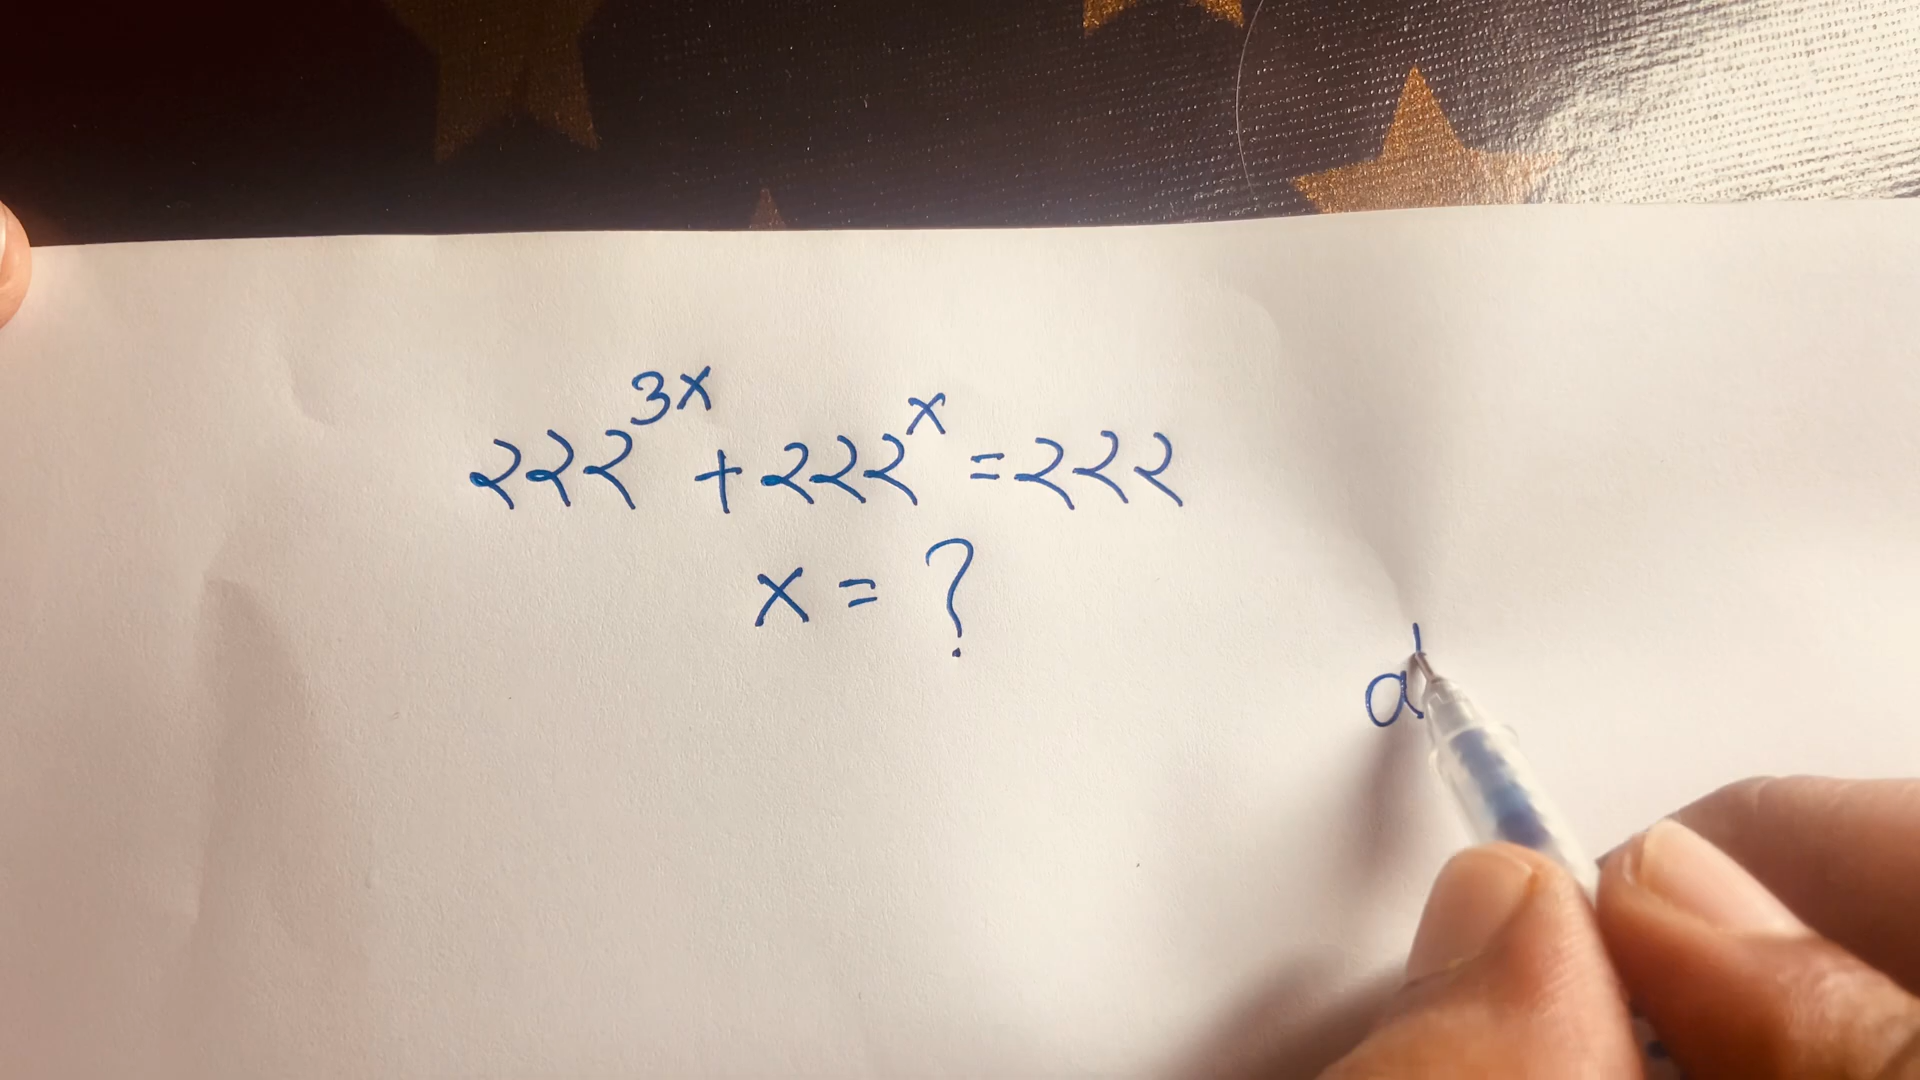 222^{3x} + 222^{x} = 222
x = ?
a